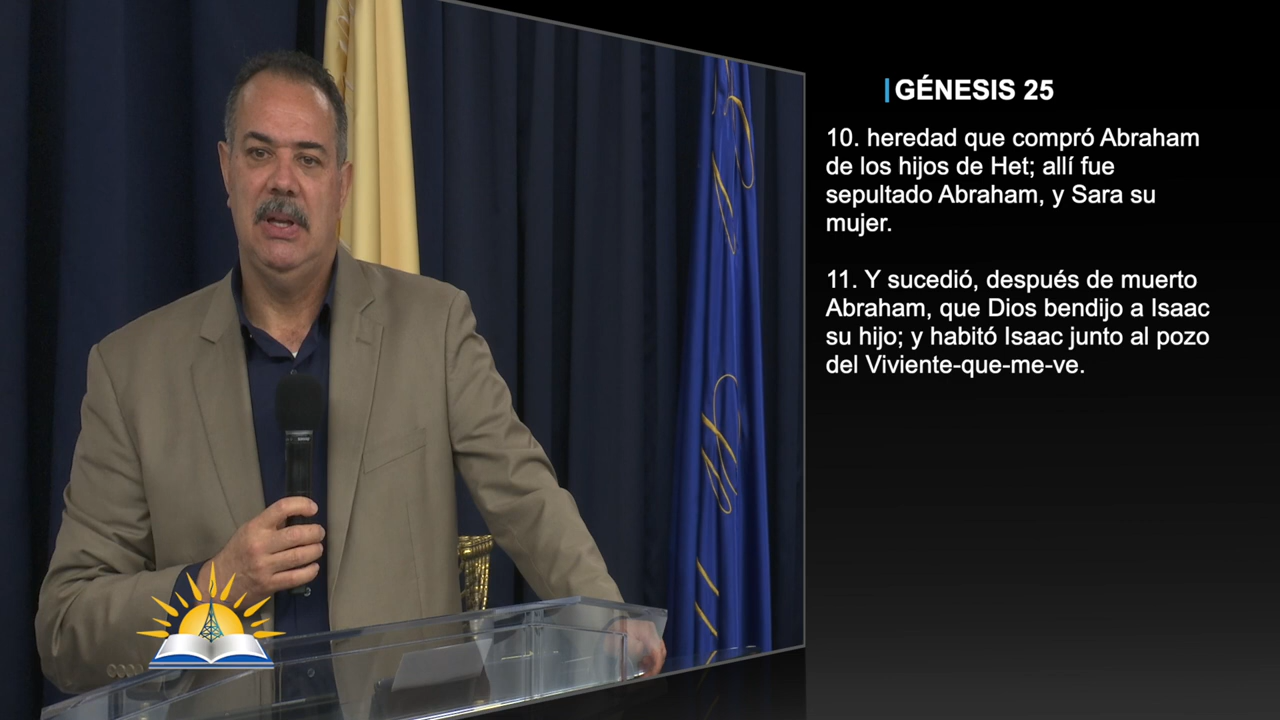 GÉNESIS 25
10. heredad que compró Abraham
de los hijos de Het; allí fue
sepultado Abraham, y Sara su
mujer.
11. Y sucedió, después de muerto
Abraham, que Dios bendijo a Isaac
su hijo; y habitó Isaac junto al pozo
del Viviente-que-me-ve.